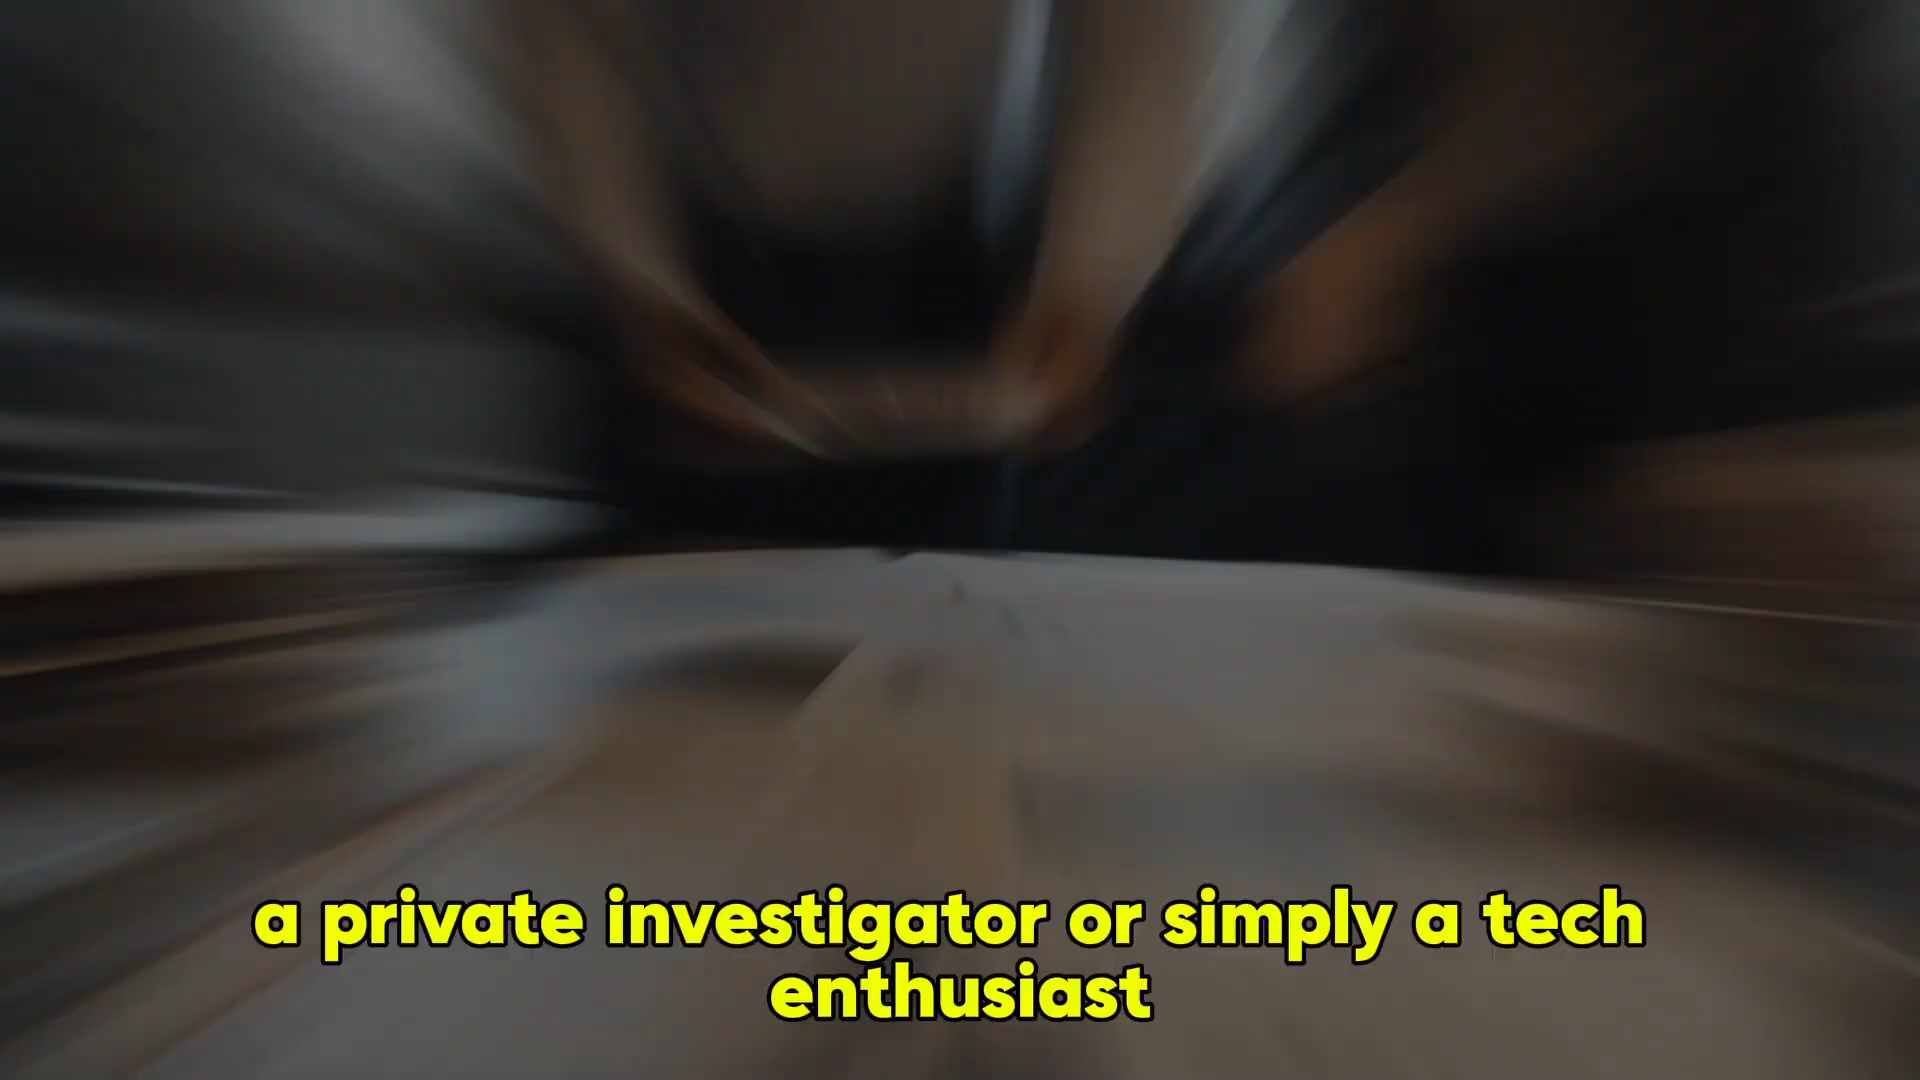 a private investigator or simply a tech
enthusiast